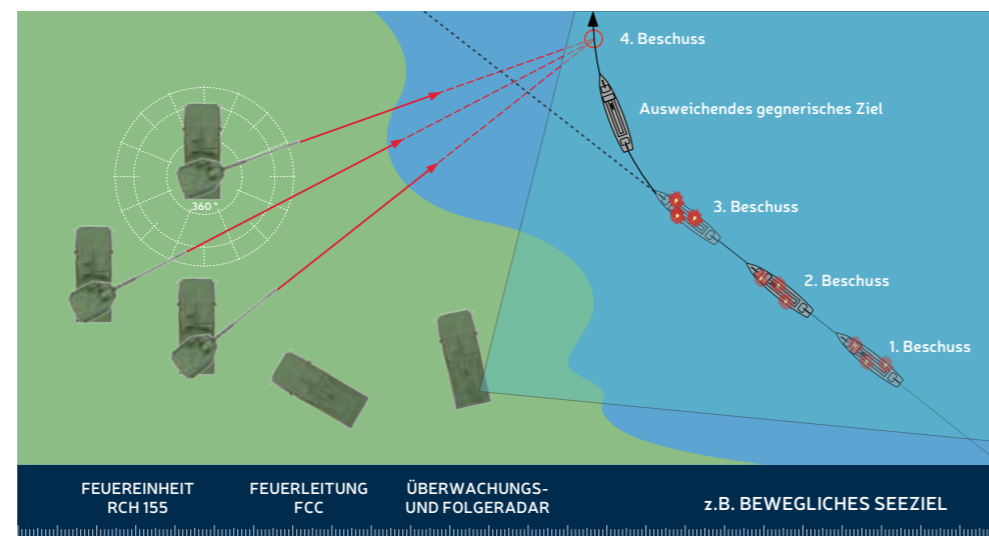 4. Beschuss
Ausweichendes gegnerisches Ziel
360°
3. Beschuss
2. Beschuss
1. Beschuss
FEUEREINHEIT
RCH 155
FEUERLEITUNG
FCC
ÜBERWACHUNGS-
UND FOLGERADAR
z.B. BEWEGLICHES SEEZIEL